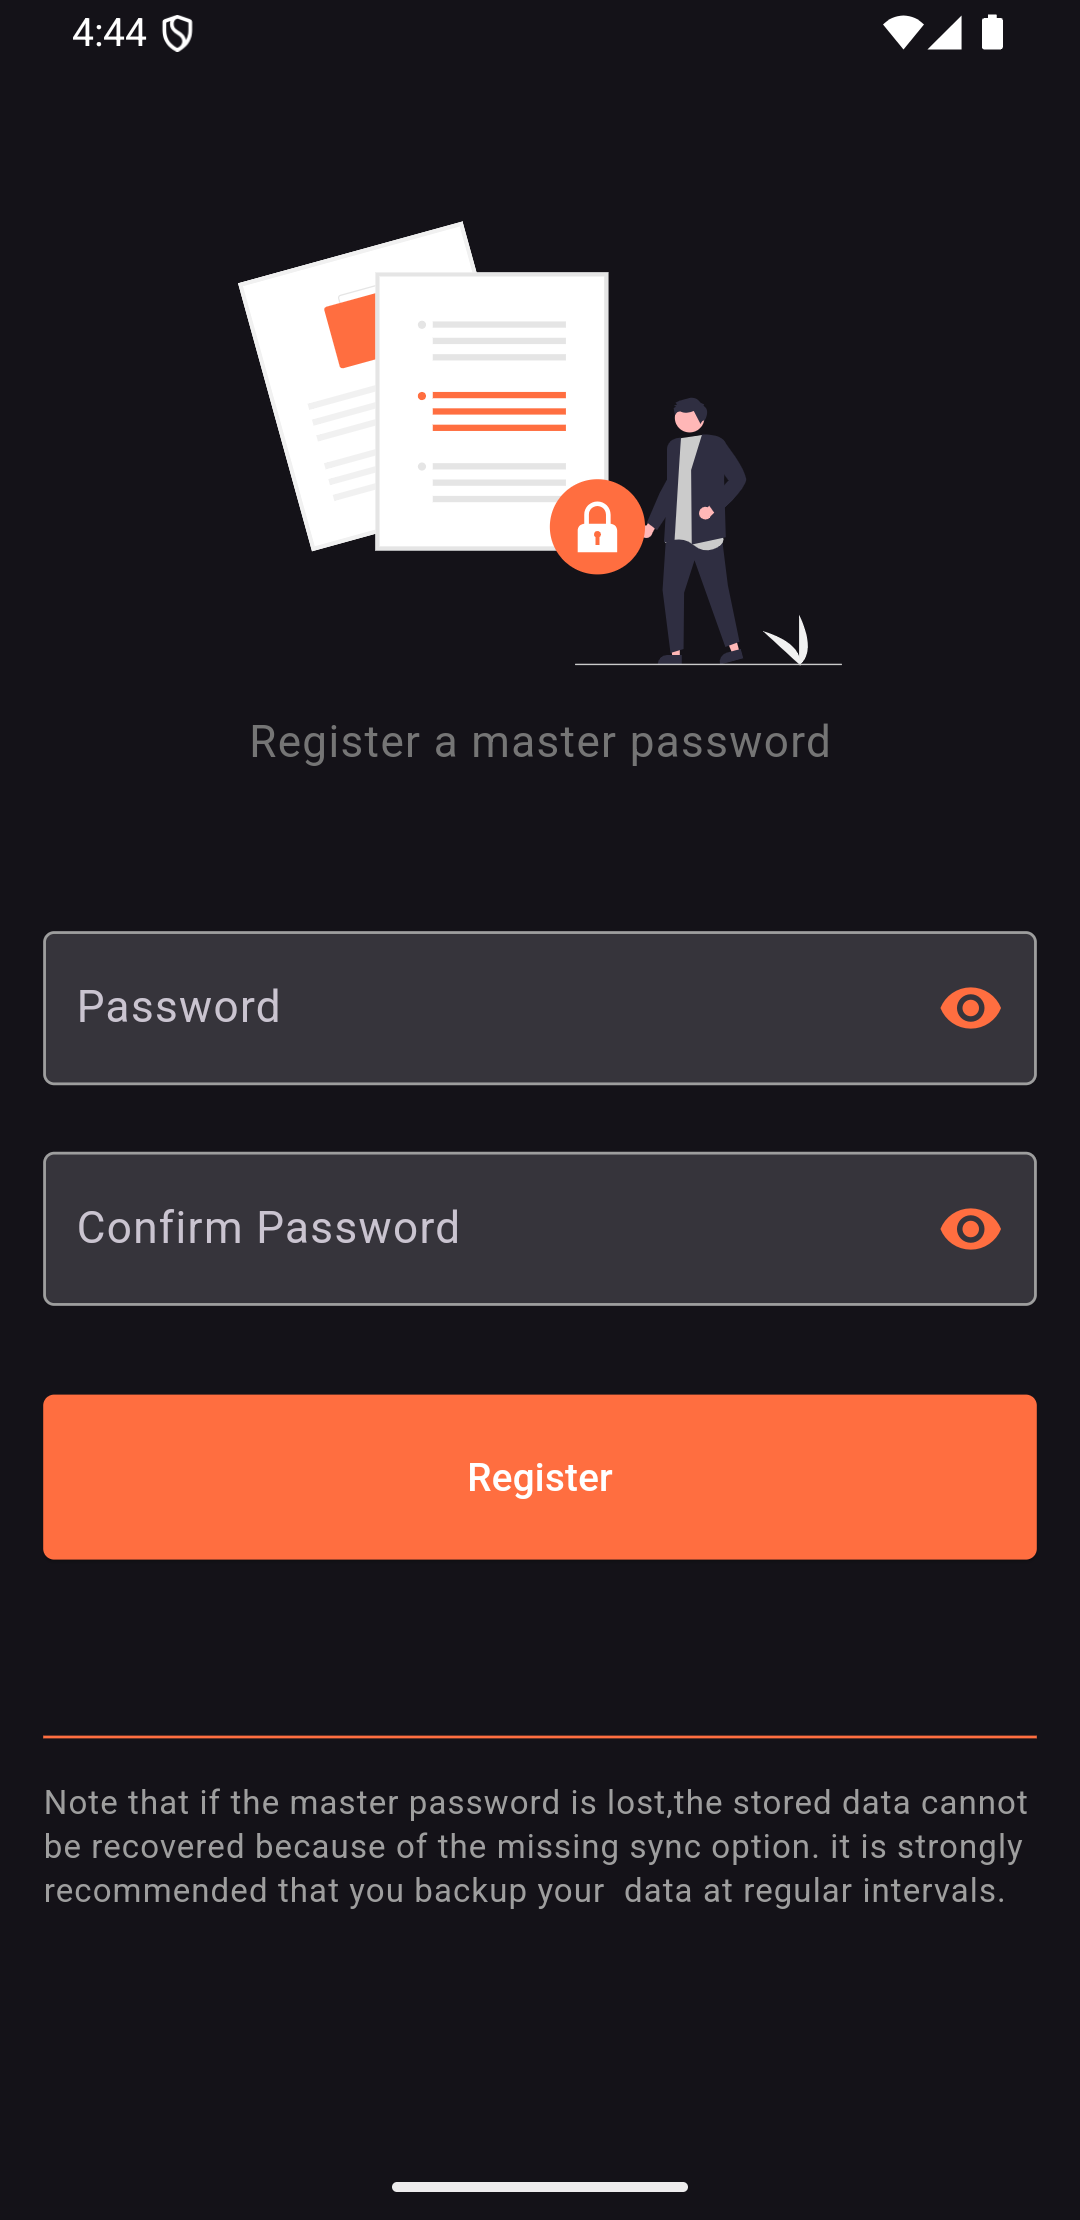 4:44
Register a master password
Password
Confirm Password
Register
Note that if the master password is lost,the stored data cannot
be recovered because of the missing sync option. it is strongly
recommended that you backup your  data at regular intervals.